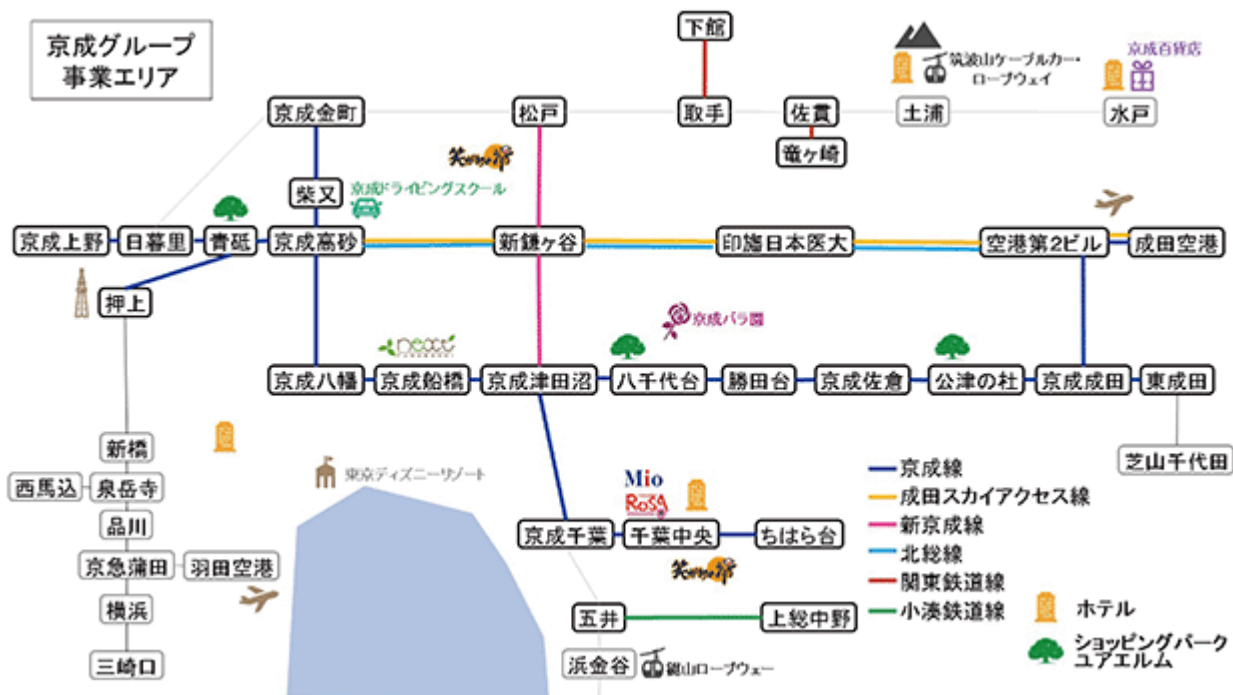 京成グループ
事業エリア
下館
筑波山ケーブルカー・
ロープウェイ
京成百貨店
京成金町
松戸
取手
佐貫
土浦
水戸
竜ヶ崎
笑がおの湯
柴又
京成ドライビングスクール
京成上野
日暮里
青砥
京成高砂
新鎌ヶ谷
印旛日本医大
空港第2ビル
成田空港
押上
京成バラ園
京成八幡
京成船橋
京成津田沼
八千代台
勝田台
京成佐倉
公津の杜
京成成田
東成田
新橋
芝山千代田
東京ディズニーリゾート
西馬込
泉岳寺
Mio
ROSA
品川
京成千葉
千葉中央
ちはら台
京急蒲田
羽田空港
笑がおの湯
横浜
五井
上総中野
三崎口
浜金谷
鋸山ロープウェー
京成線
成田スカイアクセス線
新京成線
北総線
関東鉄道線
小湊鉄道線
ホテル
ショッピングパーク
ユアエルム